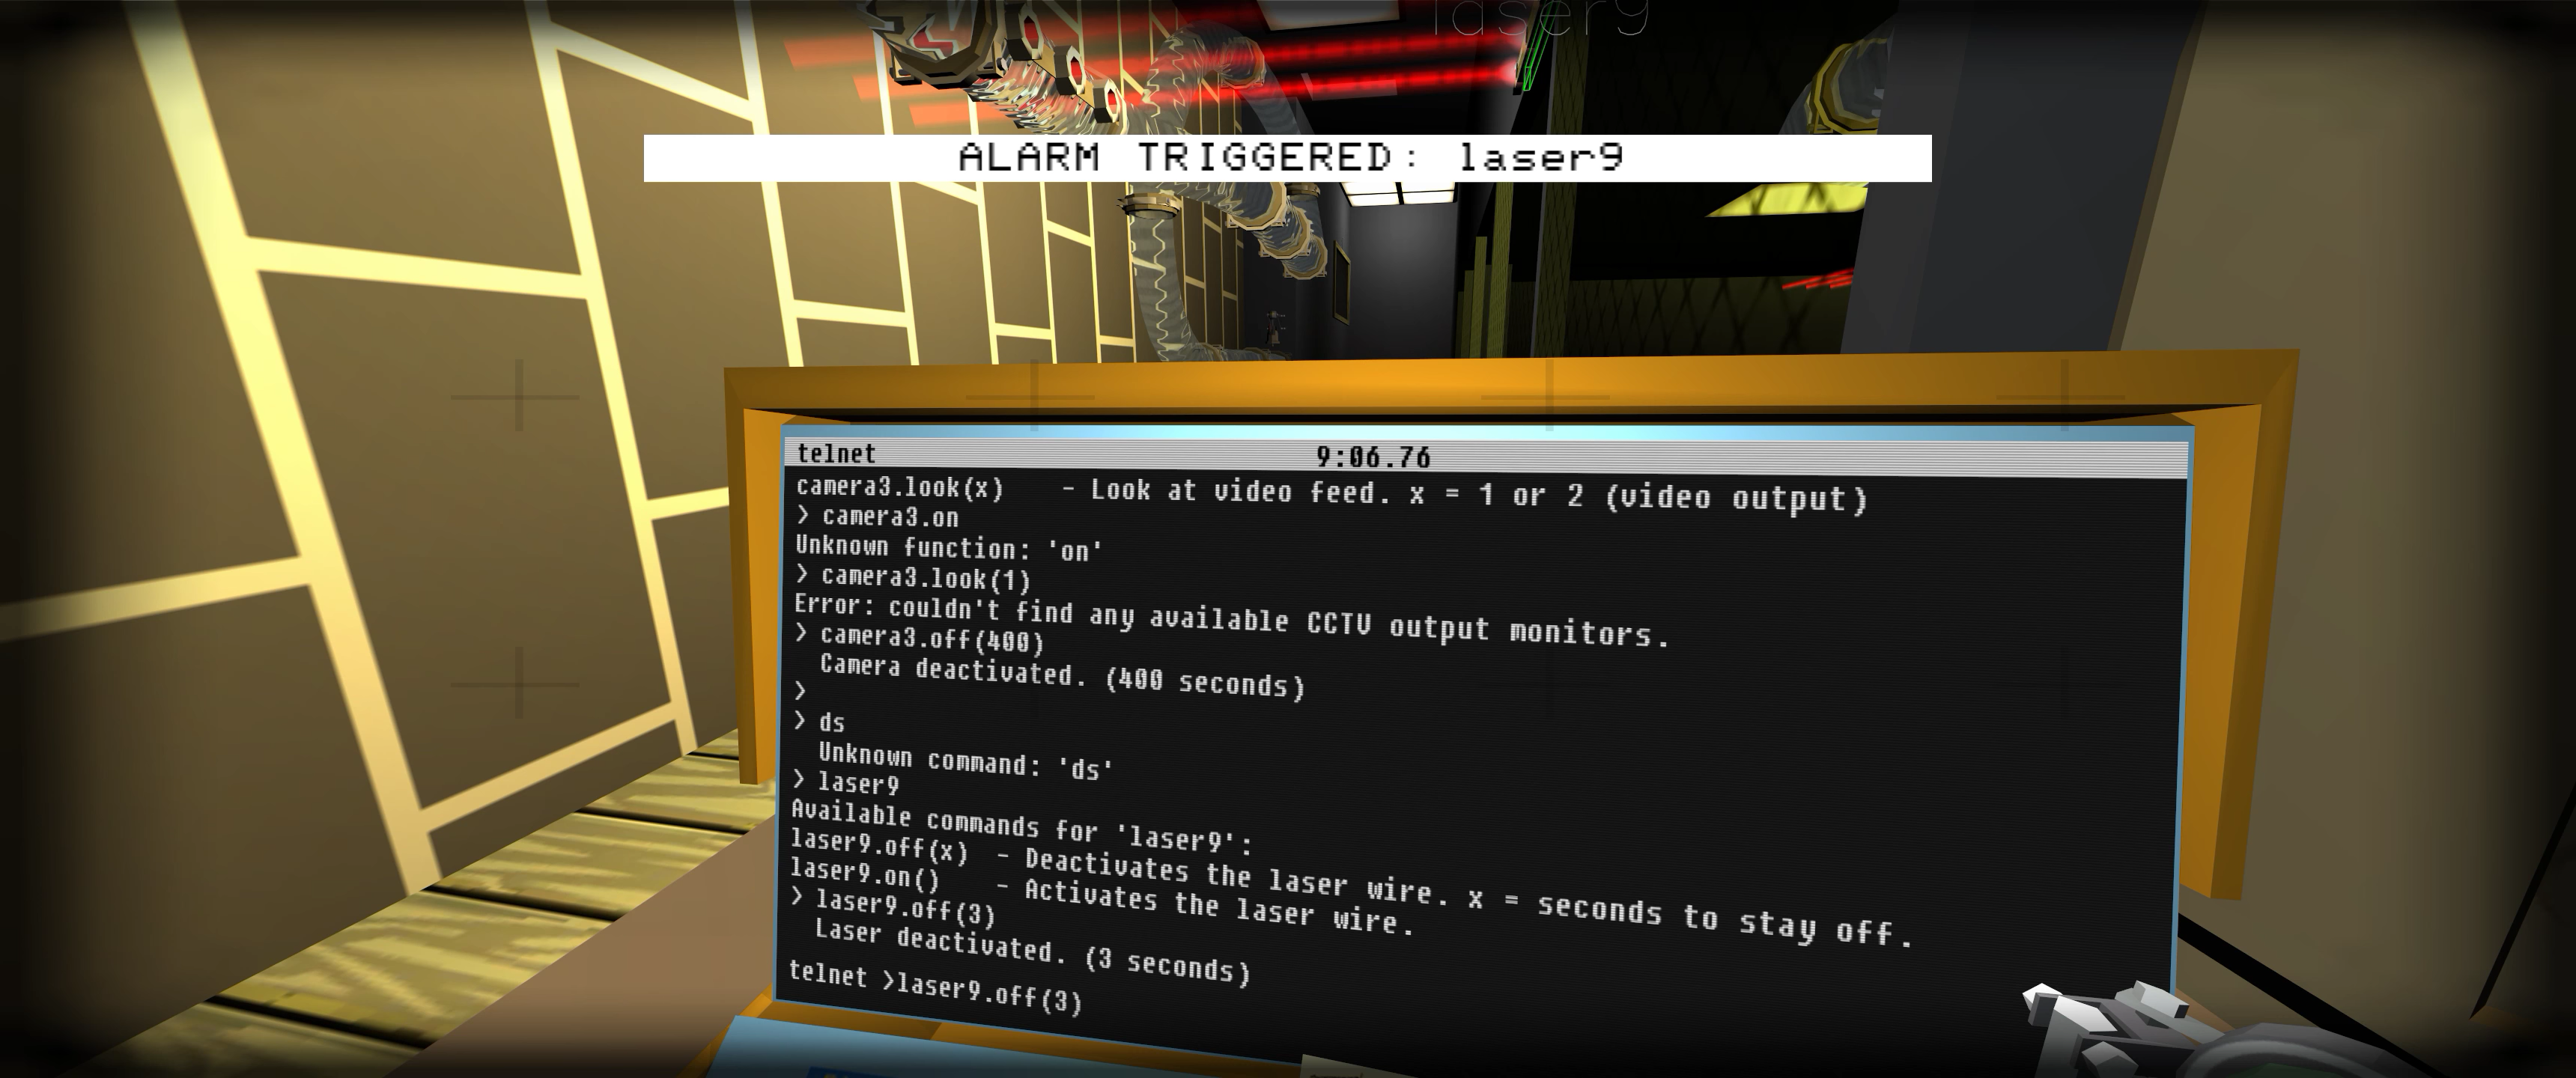 laser9
ALARM TRIGGERED: laser9
telnet 9:06.76
camera3.look(x) - Look at video feed. x = 1 or 2 (video output)
> camera3.on
Unknown function: 'on'
> camera3.look(1)
Error: couldn't find any available CCTV output monitors.
> camera3.off(400)
Camera deactivated. (400 seconds)
>
> ds
Unknown command: 'ds'
> laser9
Available commands for 'laser9':
laser9.off(x) - Deactivates the laser wire. x = seconds to stay off.
laser9.on() - Activates the laser wire.
> laser9.off(3)
Laser deactivated. (3 seconds)
telnet >laser9.off(3)